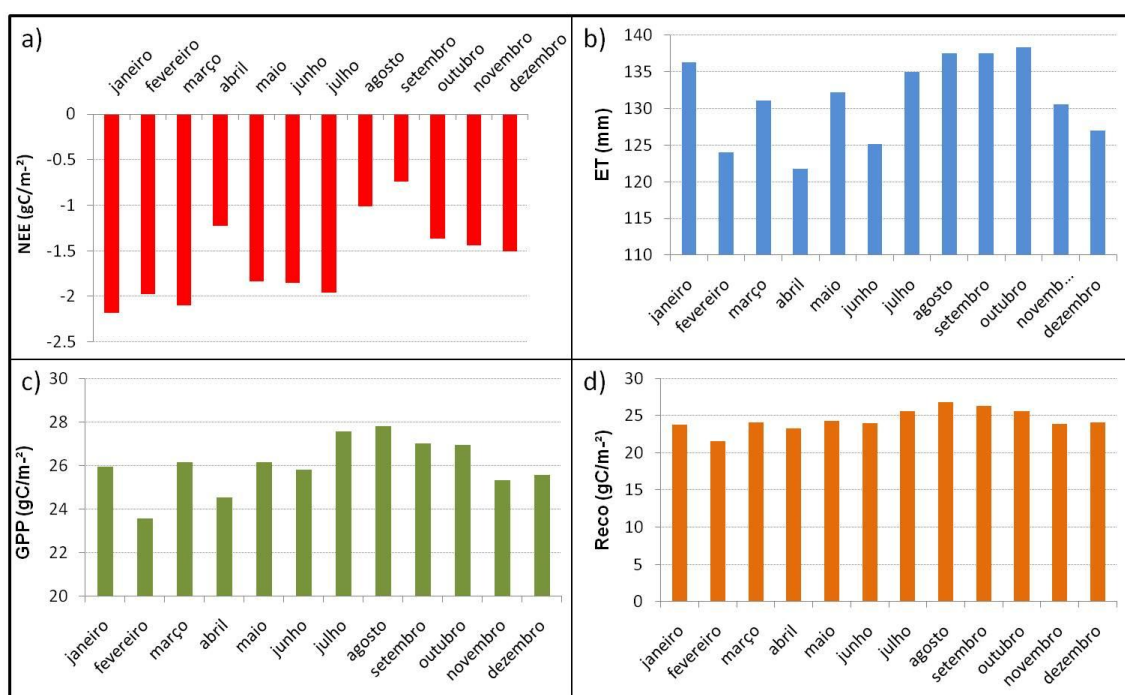 a)
janeiro
fevereiro
março
abril
maio
junho
julho
agosto
setembro
outubro
novembro
dezembro
0
-0.5
-1
-1.5
-2
-2.5
NEE (gC/m-²)
b)
140
135
130
125
120
115
110
ET (mm)
janeiro
fevereiro
março
abril
maio
junho
julho
agosto
setembro
outubro
novemb...
dezembro
c)
30
28
26
24
22
20
GPP (gC/m-²)
janeiro
fevereiro
março
abril
maio
junho
julho
agosto
setembro
outubro
novembro
dezembro
d)
30
25
20
15
10
5
0
Reco (gC/m-²)
janeiro
fevereiro
março
abril
maio
junho
julho
agosto
setembro
outubro
novembro
dezembro